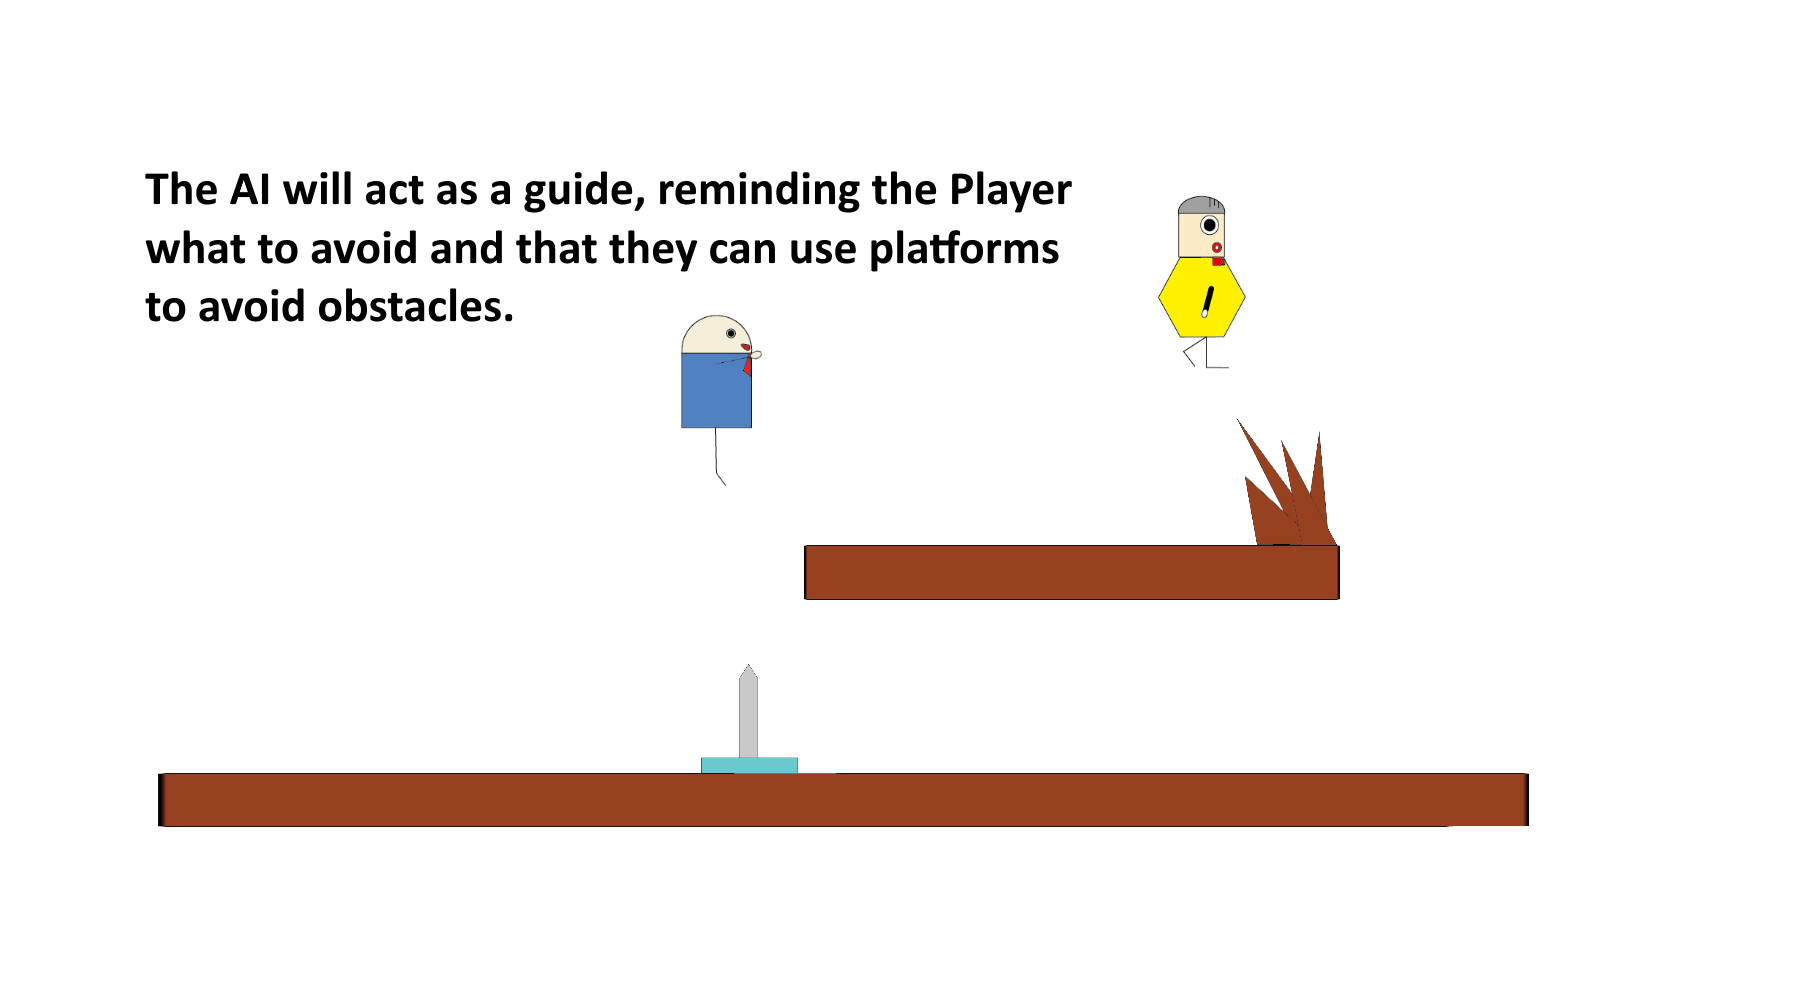 The AI will act as a guide, reminding the Player
what to avoid and that they can use platforms
to avoid obstacles.